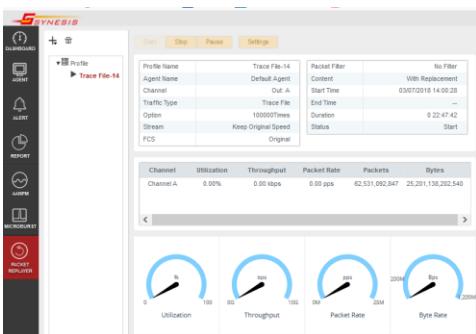 SYNESIS
DASHBOARD
AGENT
ALERT
REPORT
MICROBURST
PACKET REPLAYER
Profile
Trace File-14
Start Stop Pause Settings
Profile Name Trace File-14
Agent Name Default Agent
Channel Out: A
Traffic Type Trace File
Option 100000Times
Stream Keep Original Speed
FCS Original
Packet Filter No Filter
Content With Replacement
Start Time 03/07/2018 14:00:28
End Time --
Duration 0 22:47:42
Status Start
Channel Utilization Throughput Packet Rate Packets Bytes
Channel A 0.00% 0.00 kbps 0.00 pps 62,531,092,847 25,201,138,202,540
%
0 100
Utilization
0G 10G
Throughput
pps
0M 25M
Packet Rate
Bps
200M 200M
Byte Rate